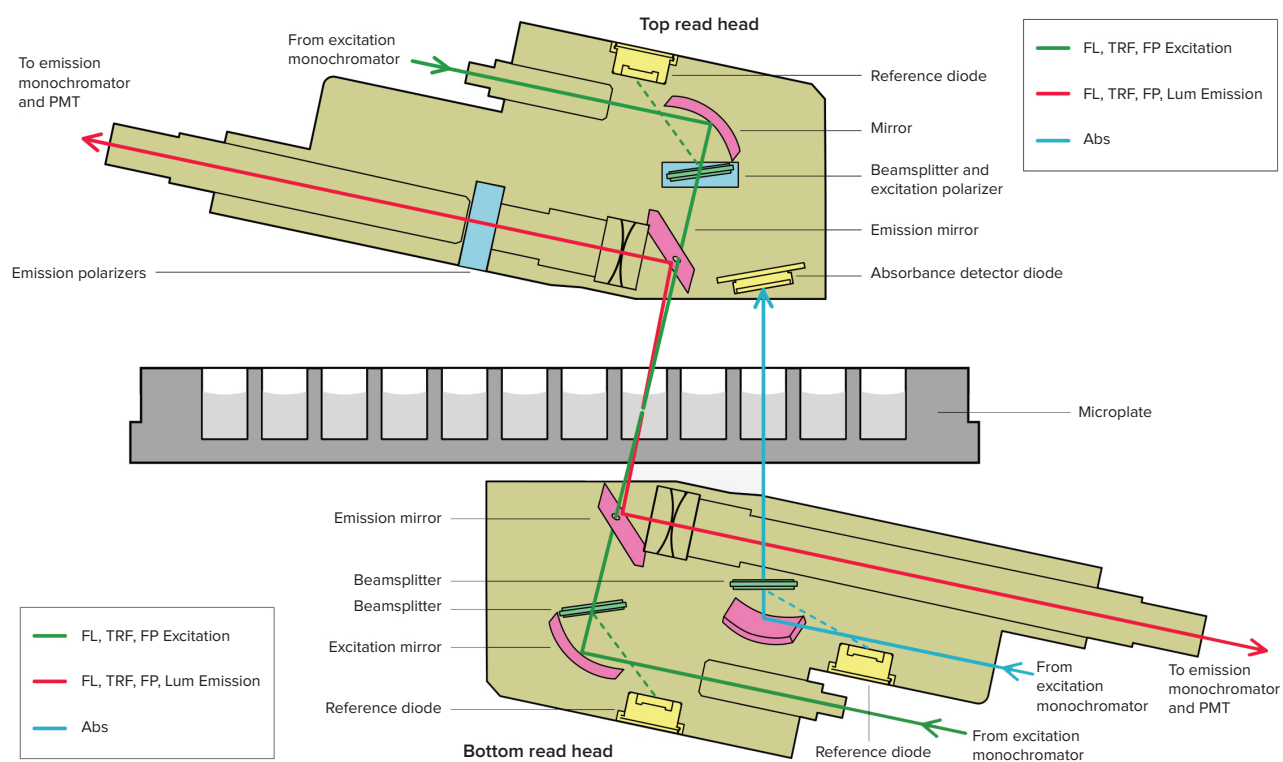 Top read head
From excitation
monochromator
To emission
monochromator
and PMT
Reference diode
Mirror
Beamsplitter and
excitation polarizer
Emission mirror
Absorbance detector diode
Emission polarizers
FL, TRF, FP Excitation
FL, TRF, FP, Lum Emission
Abs
Microplate
Emission mirror
Beamsplitter
Beamsplitter
Excitation mirror
Reference diode
Bottom read head
FL, TRF, FP Excitation
FL, TRF, FP, Lum Emission
Abs
From
excitation
monochromator
To emission
monochromator
and PMT
Reference diode
From excitation
monochromator